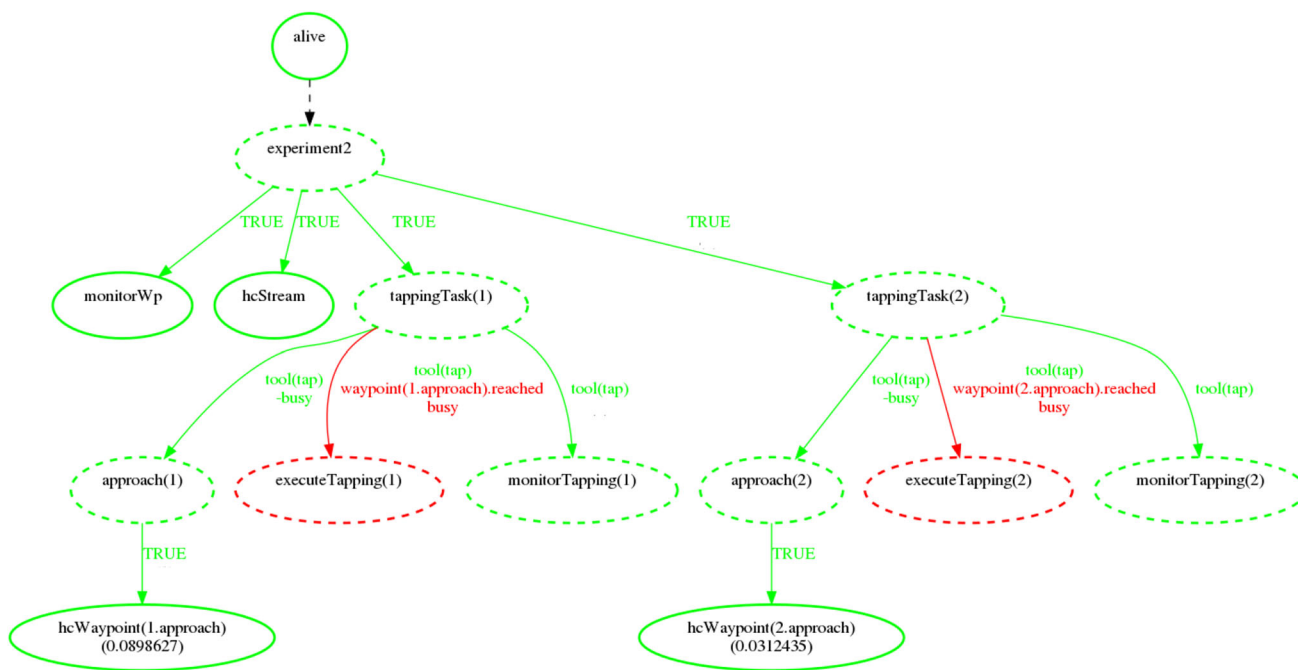 alive
experiment2
TRUE
TRUE
TRUE
TRUE
monitorWp
hcStream
tappingTask(1)
tappingTask(2)
tool(tap)
-busy
tool(tap)
waypoint(1.approach).reached
busy
tool(tap)
tool(tap)
-busy
tool(tap)
waypoint(2.approach).reached
busy
tool(tap)
approach(1)
executeTapping(1)
monitorTapping(1)
approach(2)
executeTapping(2)
monitorTapping(2)
TRUE
TRUE
hcWaypoint(1.approach)
(0.0898627)
hcWaypoint(2.approach)
(0.0312435)